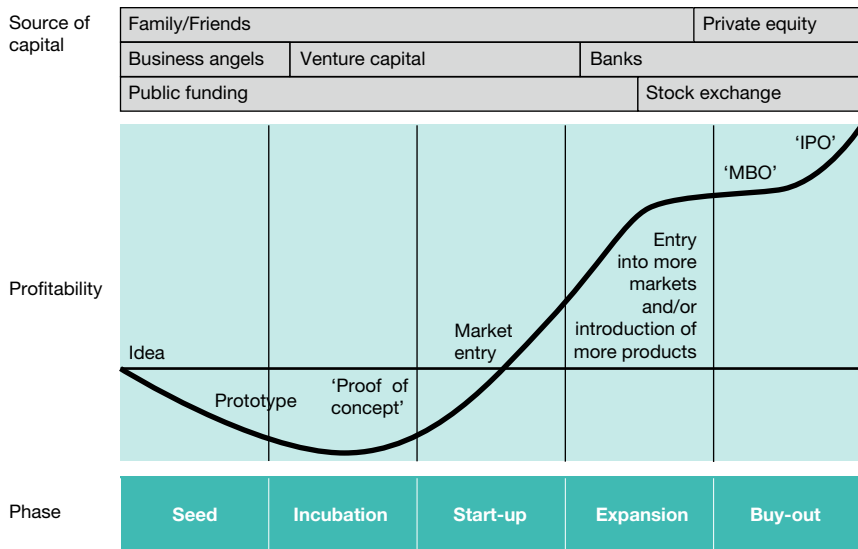 Source of
capital
Family/Friends
Private equity
Business angels
Venture capital
Banks
Public funding
Stock exchange
'IPO'
'MBO'
Entry
into more
markets
and/or
introduction of
more products
Profitability
Market
entry
Idea
Prototype
'Proof of
concept'
Phase
Seed
Incubation
Start-up
Expansion
Buy-out